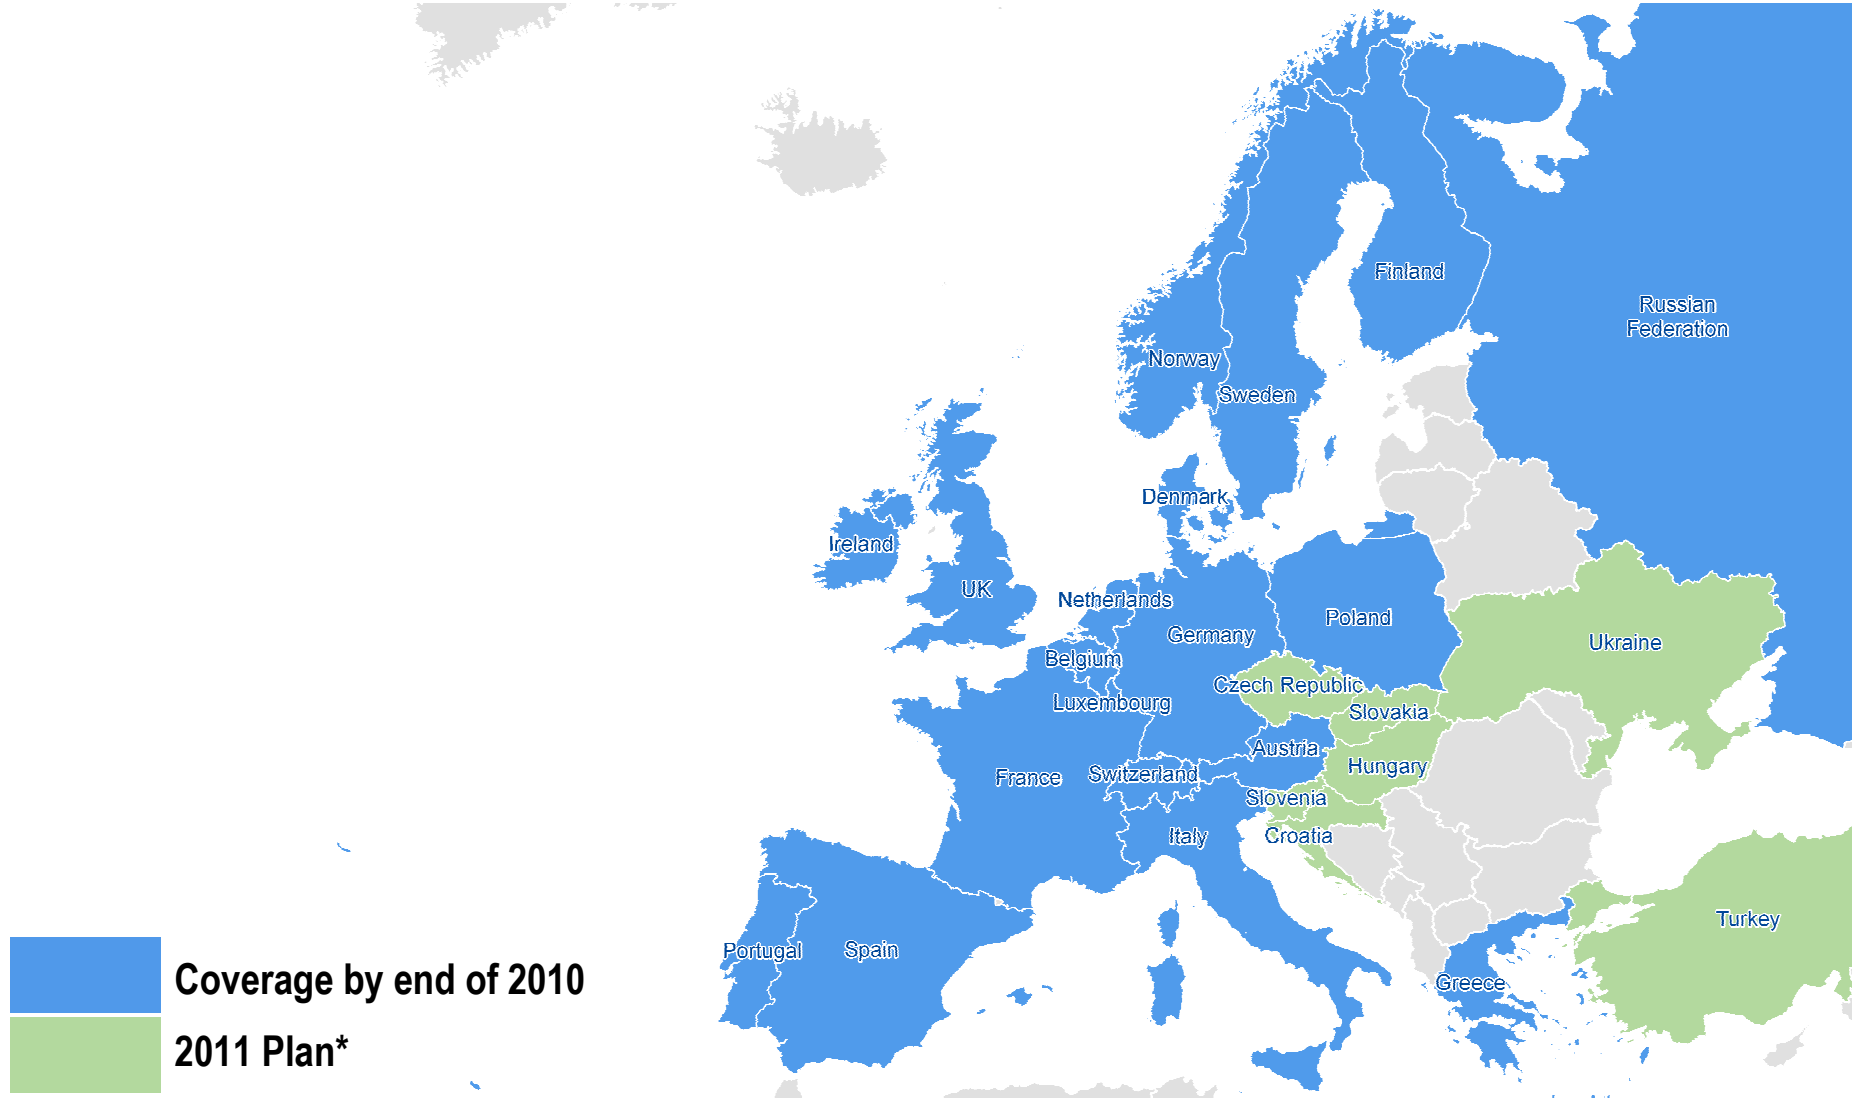 Finland
Russian
Federation
Norway
Sweden
Denmark
Ireland
UK
Netherlands
Poland
Germany
Ukraine
Belgium
Czech Republic
Luxembourg
Slovakia
Austria
Hungary
France
Switzerland
Slovenia
Italy
Croatia
Turkey
Portugal
Spain
Greece
Coverage by end of 2010
2011 Plan*